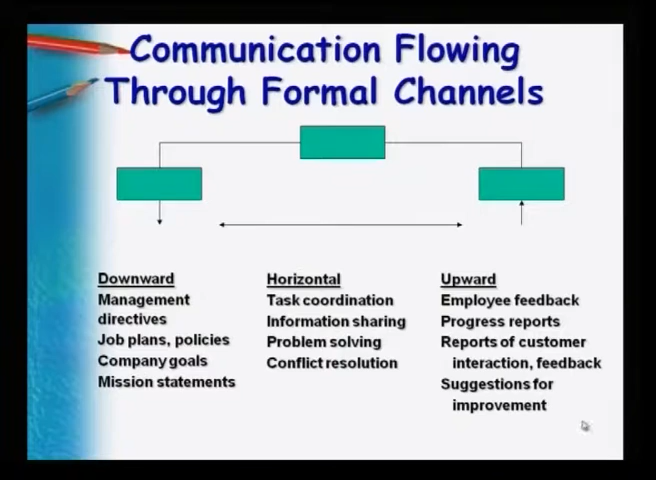 Communication Flowing
Through Formal Channels
Downward
Management
directives
Job plans, policies
Company goals
Mission statements
Horizontal
Task coordination
Information sharing
Problem solving
Conflict resolution
Upward
Employee feedback
Progress reports
Reports of customer
interaction, feedback
Suggestions for
improvement